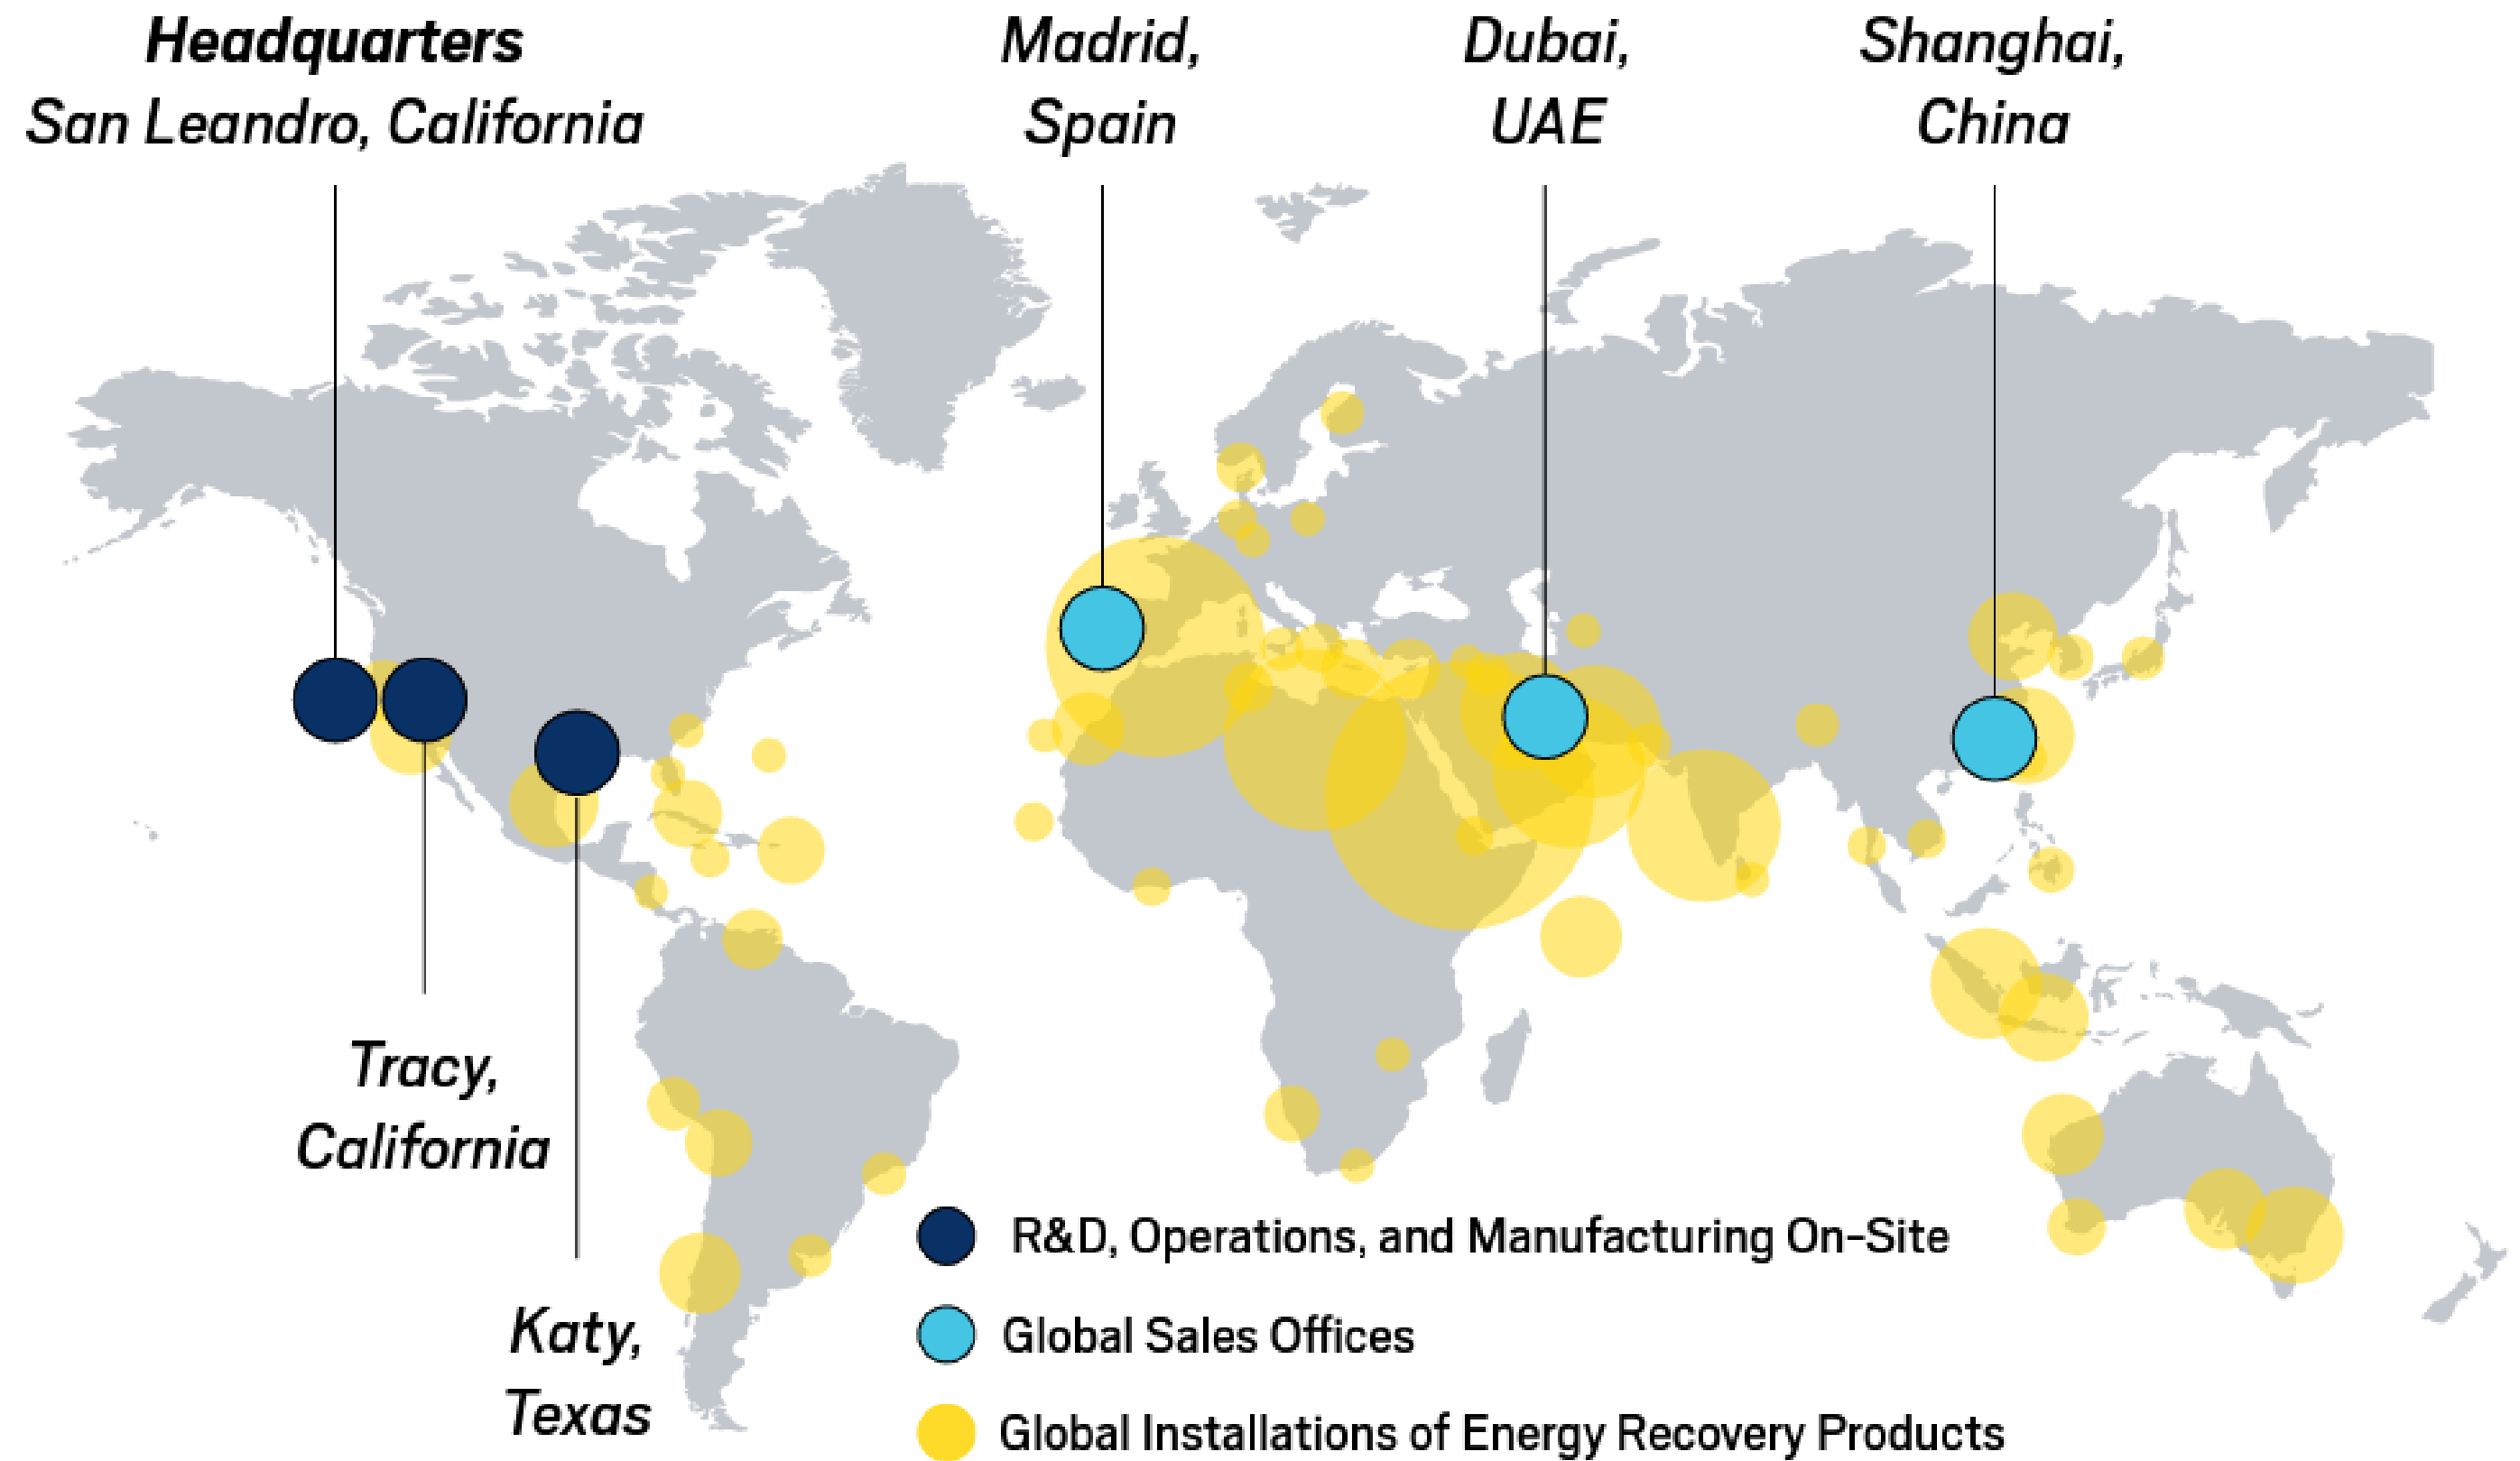 Headquarters
San Leandro, California
Madrid,
Spain
Dubai,
UAE
Shanghai,
China
Tracy,
California
Katy,
Texas
R&D, Operations, and Manufacturing On-Site
Global Sales Offices
Global Installations of Energy Recovery Products